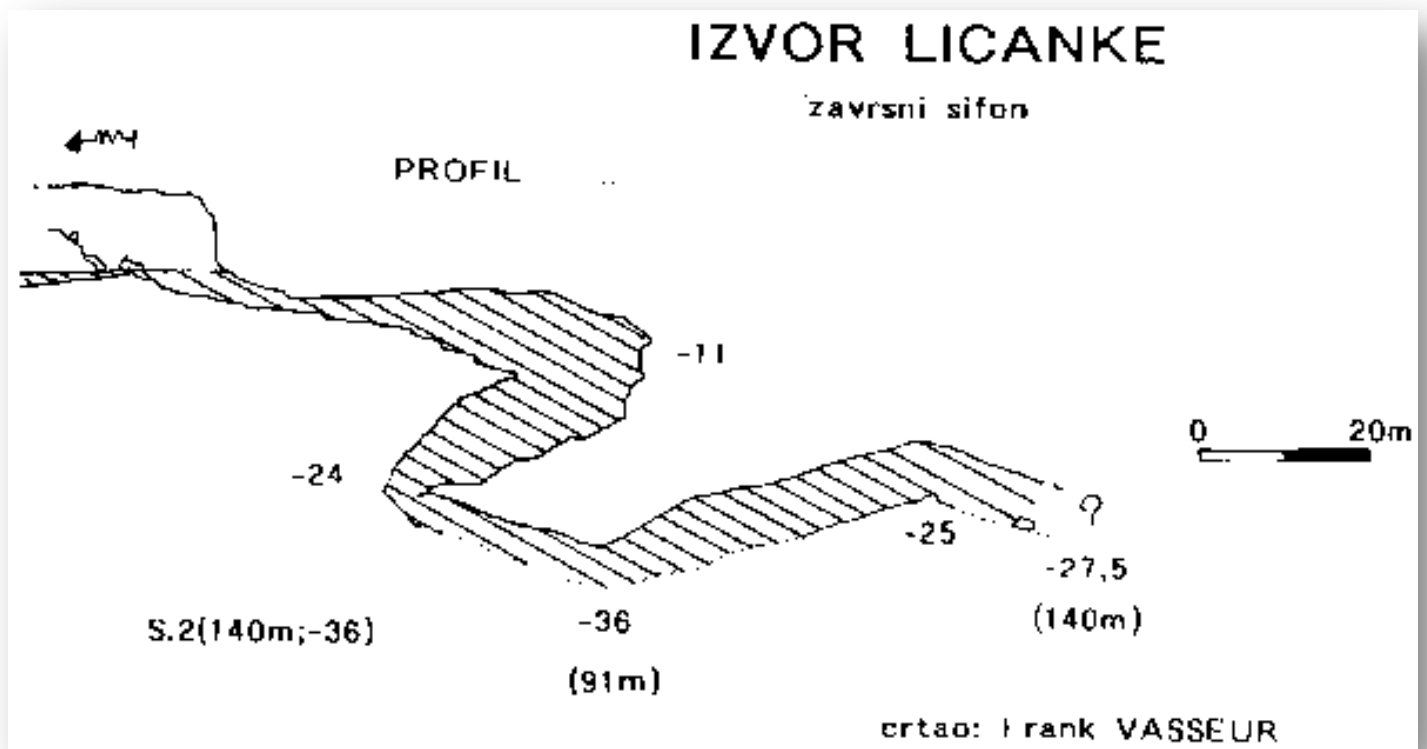 IZVOR LICANKE
zavrsni sifon
PROFIL
-11
0 20m
-24
?
-25
-27,5
(140m)
-36
S.2(140m;-36)
(91m)
crtao: Frank VASSEUR